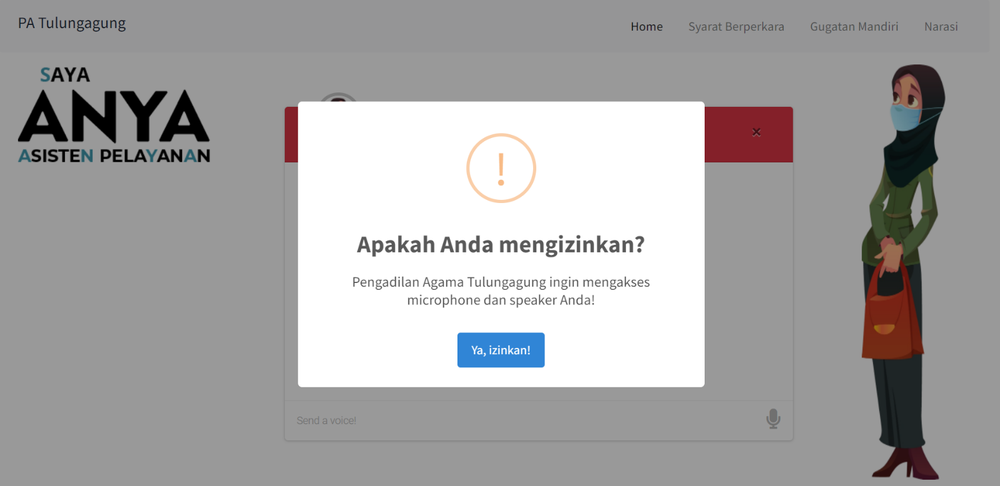 PA Tulungagung
Home
Syarat Berperkara
Gugatan Mandiri
Narasi
SAYA
ANYA
ASISTEN PELAYANAN
×
!
Apakah Anda mengizinkan?
Pengadilan Agama Tulungagung ingin mengakses
microphone dan speaker Anda!
Ya, izinkan!
Send a voice!